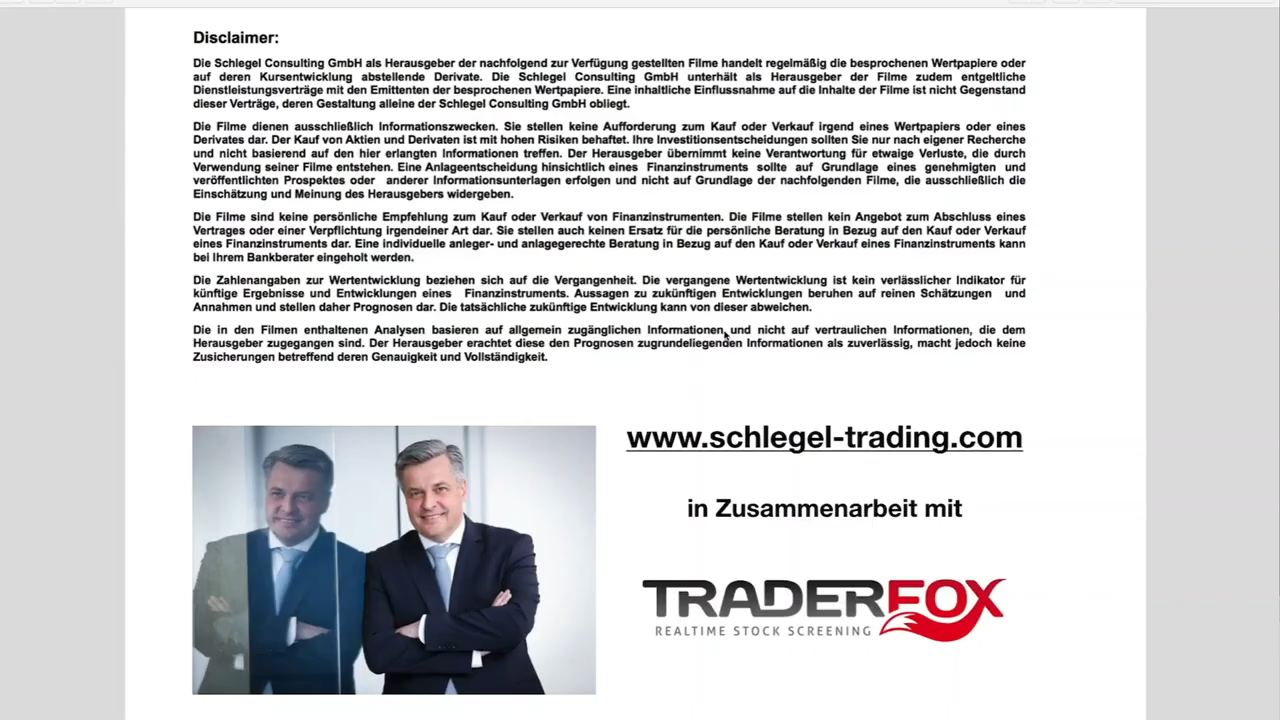 Disclaimer:
Die Schlegel Consulting GmbH als Herausgeber der nachfolgend zur Verfügung gestellten Filme handelt regelmäßig die besprochenen Wertpapiere oder
auf deren Kursentwicklung abstellende Derivate. Die Schlegel Consulting GmbH unterhält als Herausgeber der Filme zudem entgeltliche
Dienstleistungsverträge mit den Emittenten der besprochenen Wertpapiere. Eine inhaltliche Einflussnahme auf die Inhalte der Filme ist nicht Gegenstand
dieser Verträge, deren Gestaltung alleine der Schlegel Consulting GmbH obliegt.
Die Filme dienen ausschließlich Informationszwecken. Sie stellen keine Aufforderung zum Kauf oder Verkauf irgend eines Wertpapiers oder eines
Derivates dar. Der Kauf von Aktien und Derivaten ist mit hohen Risiken behaftet. Ihre Investitionsentscheidungen sollten Sie nur nach eigener Recherche
und nicht basierend auf den hier erlangten Informationen treffen. Der Herausgeber übernimmt keine Verantwortung für etwaige Verluste, die durch
Verwendung seiner Filme entstehen. Eine Anlageentscheidung hinsichtlich eines Finanzinstruments sollte auf Grundlage eines genehmigten und
veröffentlichten Prospektes oder anderer Informationsunterlagen erfolgen und nicht auf Grundlage der nachfolgenden Filme, die ausschließlich die
Einschätzung und Meinung des Herausgebers widergeben.
Die Filme sind keine persönliche Empfehlung zum Kauf oder Verkauf von Finanzinstrumenten. Die Filme stellen kein Angebot zum Abschluss eines
Vertrages oder einer Verpflichtung irgendeiner Art dar. Sie stellen auch keinen Ersatz für die persönliche Beratung in Bezug auf den Kauf oder Verkauf
eines Finanzinstruments dar. Eine individuelle anleger- und anlagegerechte Beratung in Bezug auf den Kauf oder Verkauf eines Finanzinstruments kann
bei Ihrem Bankberater eingeholt werden.
Die Zahlenangaben zur Wertentwicklung beziehen sich auf die Vergangenheit. Die vergangene Wertentwicklung ist kein verlässlicher Indikator für
künftige Ergebnisse und Entwicklungen eines Finanzinstruments. Aussagen zu zukünftigen Entwicklungen beruhen auf reinen Schätzungen und
Annahmen und stellen daher Prognosen dar. Die tatsächliche zukünftige Entwicklung kann von dieser abweichen.
Die in den Filmen enthaltenen Analysen basieren auf allgemein zugänglichen Informationen und nicht auf vertraulichen Informationen, die dem
Herausgeber zugegangen sind. Der Herausgeber erachtet diese den Prognosen zugrundeliegenden Informationen als zuverlässig, macht jedoch keine
Zusicherungen betreffend deren Genauigkeit und Vollständigkeit.
www.schlegel-trading.com
in Zusammenarbeit mit
TRADERFOX
REALTIME STOCK SCREENING